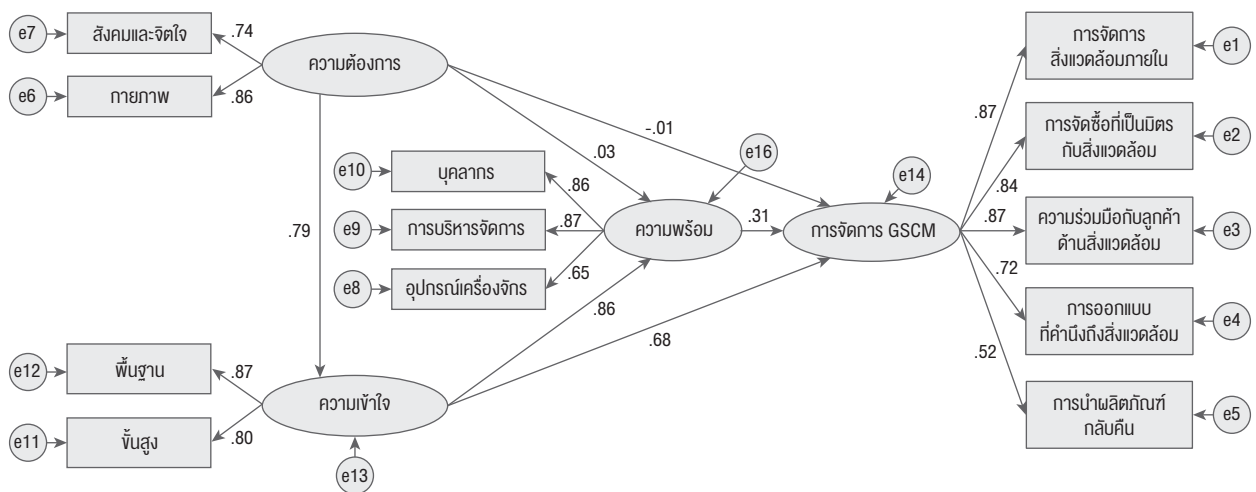 e7
สังคมและจิตใจ
.74
ความต้องการ
e6
กายภาพ
.86
-.01
.03
.79
e10
บุคลากร
.86
e9
การบริหารจัดการ
.87
e8
อุปกรณ์เครื่องจักร
.65
e16
ความพร้อม
.31
e14
การจัดการ GSCM
.86
.68
e12
พื้นฐาน
.87
ความเข้าใจ
e11
ขั้นสูง
.80
e13
.87
การจัดการ
สิ่งแวดล้อมภายใน
e1
.84
การจัดซื้อที่เป็นมิตร
กับสิ่งแวดล้อม
e2
.87
ความร่วมมือกับลูกค้า
ด้านสิ่งแวดล้อม
e3
.72
การออกแบบ
ที่คำนึงถึงสิ่งแวดล้อม
e4
.52
การนำผลิตภัณฑ์
กลับคืน
e5